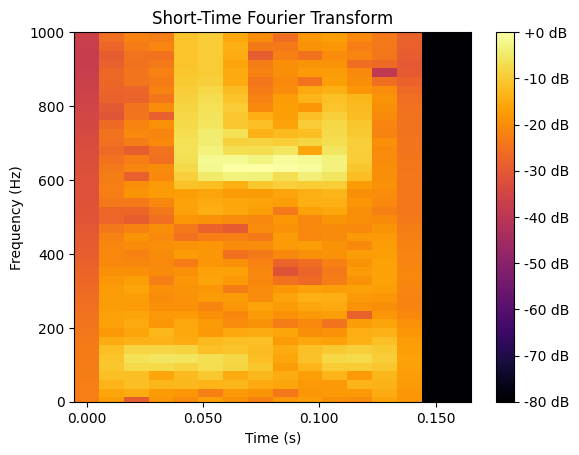 Short-Time Fourier Transform
Frequency (Hz)
1000
800
600
400
200
0
0.000
0.050
0.100
0.150
Time (s)
+0 dB
-10 dB
-20 dB
-30 dB
-40 dB
-50 dB
-60 dB
-70 dB
-80 dB